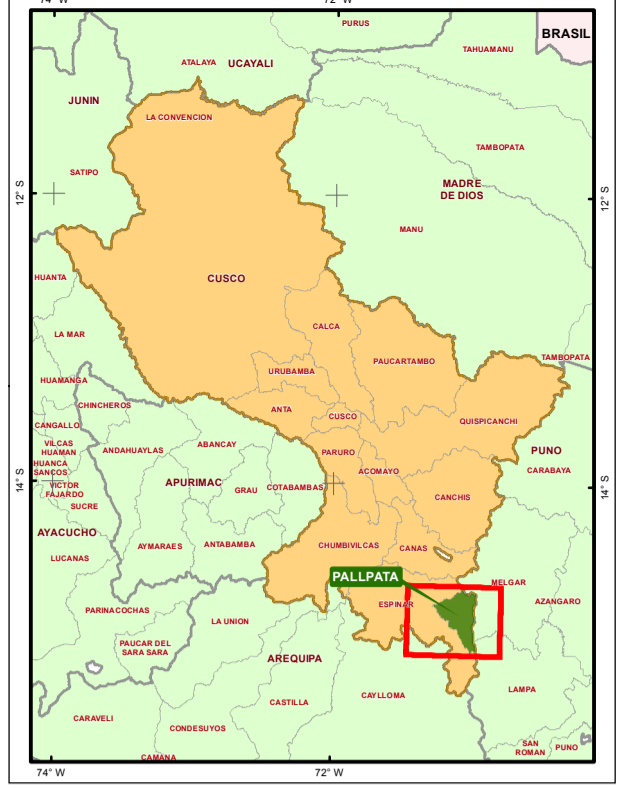 74° W
72° W
PURUS
BRASIL
TAHUAMANU
ATALAYA
UCAYALI
JUNIN
LA CONVENCION
TAMBOPATA
SATIPO
MADRE
DE DIOS
12° S
12° S
MANU
HUANTA
CUSCO
CALCA
LA MAR
PAUCARTAMBO
TAMBOPATA
URUBAMBA
HUAMANGA
CHINCHEROS
ANTA
CUSCO
QUISPICANCHI
CANGALLO
VILCAS
HUAMAN
ANDAHUAYLAS
ABANCAY
PARURO
PUNO
HUANCA
SANCOS
ACOMAYO
CARABAYA
APURIMAC
GRAU
COTABAMBAS
14° S
14° S
VICTOR
FAJARDO
CANCHIS
SUCRE
AYACUCHO
LUCANAS
AYMARAES
ANTABAMBA
CHUMBIVILCAS
CANAS
PALLPATA
MELGAR
ESPINAR
AZANGARO
PARINACOCHAS
LA UNION
PAUCAR DEL
SARA SARA
AREQUIPA
LAMPA
CAYLLOMA
CASTILLA
CARAVELI
CONDESUYOS
SAN
ROMAN
PUNO
CAMANA
74° W
72° W